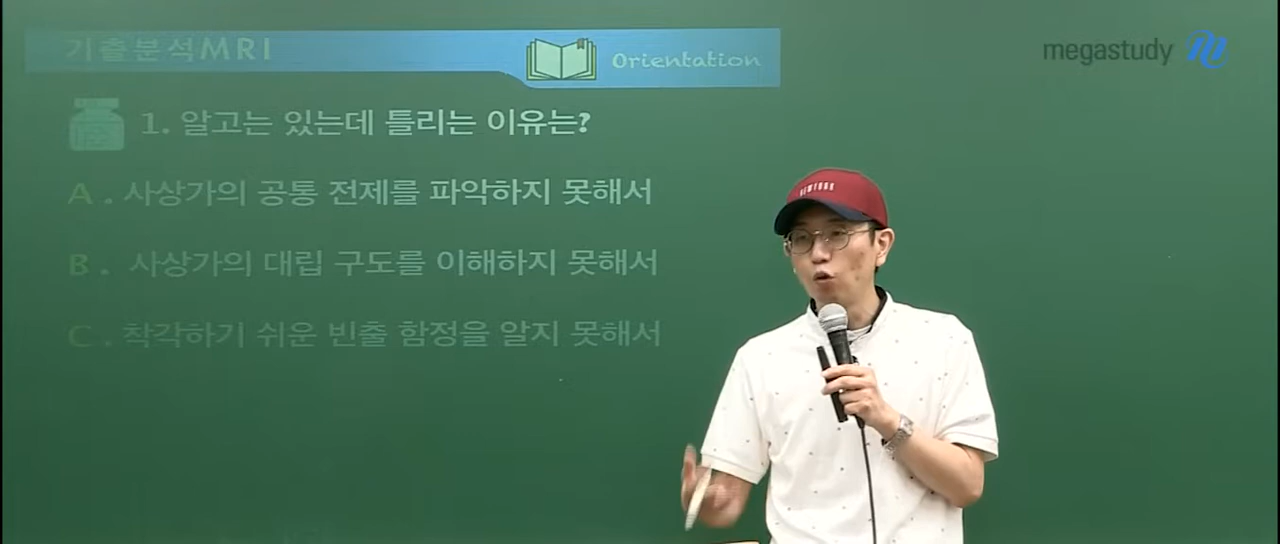 기출분석MRI
Orientation
megastudy
1. 알고는 있는데 틀리는 이유는?
A. 사상가의 공통 전제를 파악하지 못해서
B. 사상가의 대립 구도를 이해하지 못해서
C. 착각하기 쉬운 빈출 함정을 알지 못해서